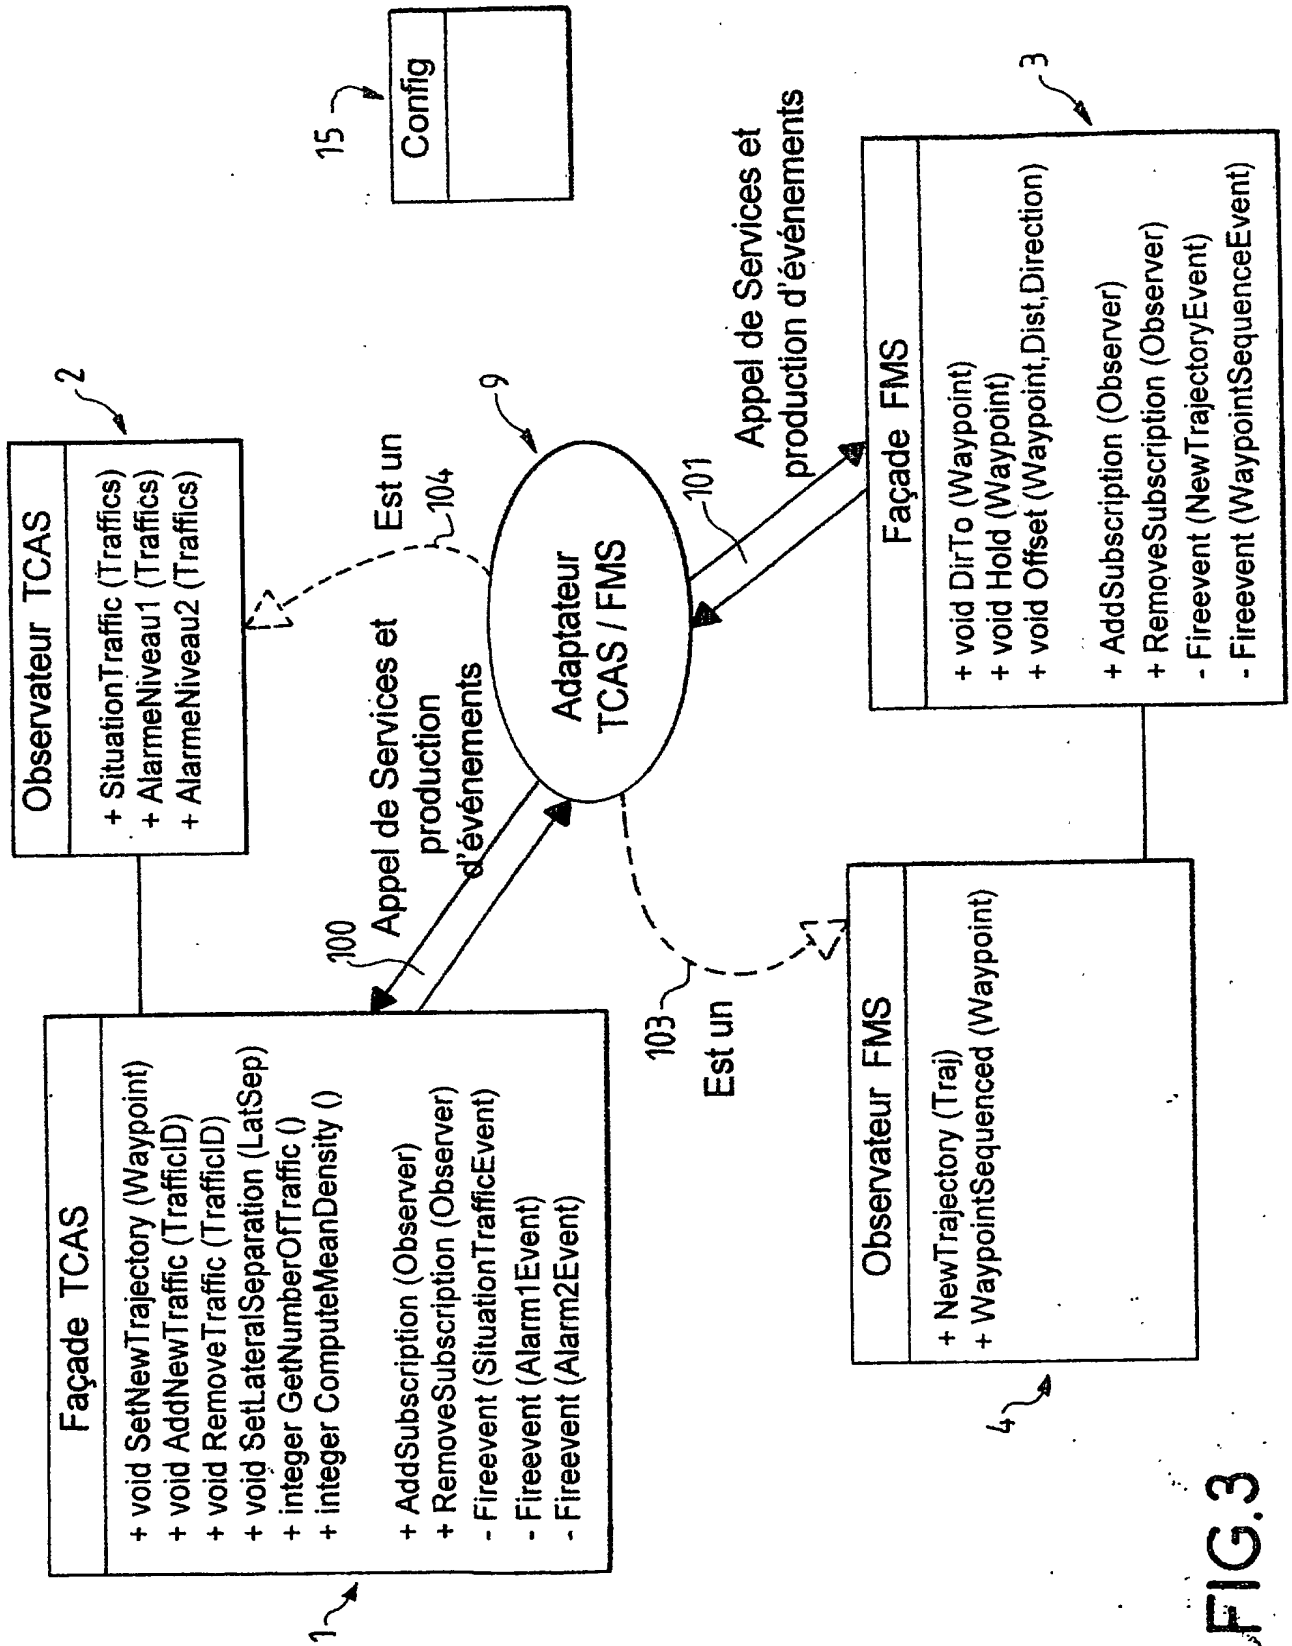 Façade TCAS
+ void SetNewTrajectory (Waypoint)
+ void AddNewTraffic (TrafficID)
+ void RemoveTraffic (TrafficID)
+ void SetLateralSeparation (LatSep)
+ integer GetNumberOfTraffic ()
+ integer ComputeMeanDensity ()
+ AddSubscription (Observer)
+ RemoveSubscription (Observer)
- Fireevent (SituationTrafficEvent)
- Fireevent (Alarm1Event)
- Fireevent (Alarm2Event)
1
Observateur TCAS
+ SituationTraffic (Traffics)
+ AlarmeNiveau1 (Traffics)
+ AlarmeNiveau2 (Traffics)
2
Config
15
100
Appel de Services et
production
d'événements
Est un
104
9
Adaptateur
TCAS / FMS
103
Est un
101
Appel de Services et
production d'événements
Observateur FMS
+ NewTrajectory (Traj)
+ WaypointSequenced (Waypoint)
4
Façade FMS
+ void DirTo (Waypoint)
+ void Hold (Waypoint)
+ void Offset (Waypoint,Dist,Direction)
+ AddSubscription (Observer)
+ RemoveSubscription (Observer)
- Fireevent (NewTrajectoryEvent)
- Fireevent (WaypointSequenceEvent)
3
FIG.3